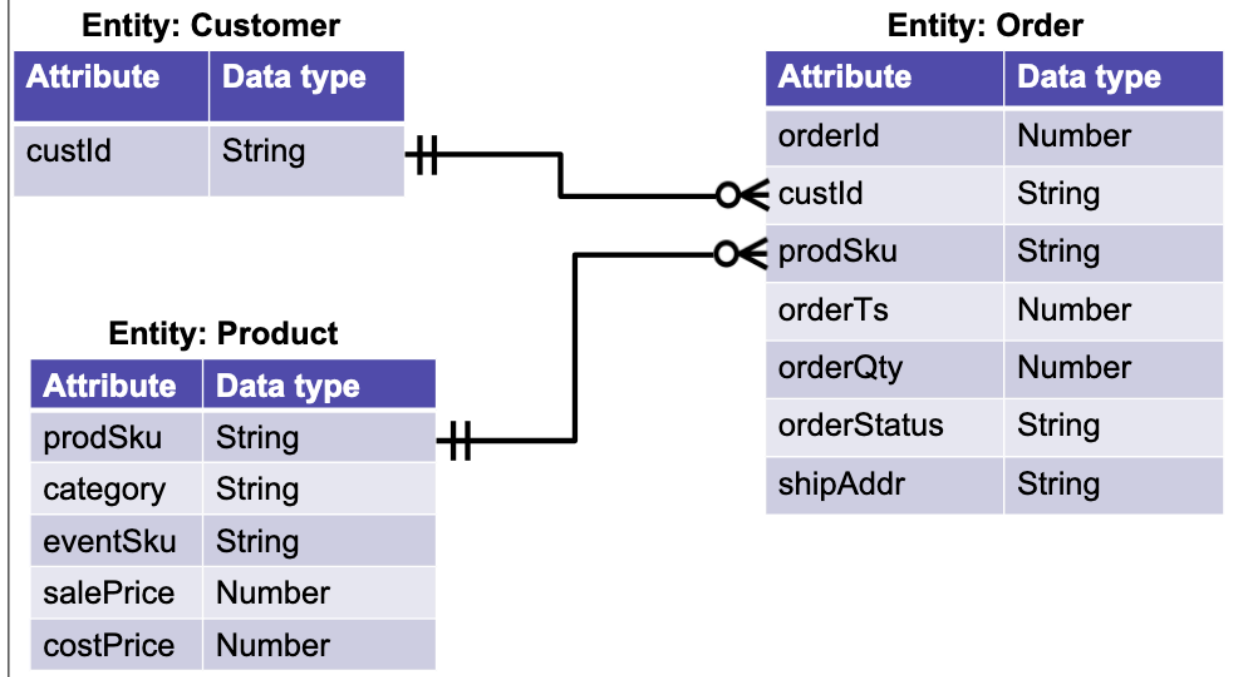 Entity: Customer
Attribute Data type
custId String
Entity: Product
Attribute Data type
prodSku String
category String
eventSku String
salePrice Number
costPrice Number
Entity: Order
Attribute Data type
orderId Number
custId String
prodSku String
orderTs Number
orderQty Number
orderStatus String
shipAddr String